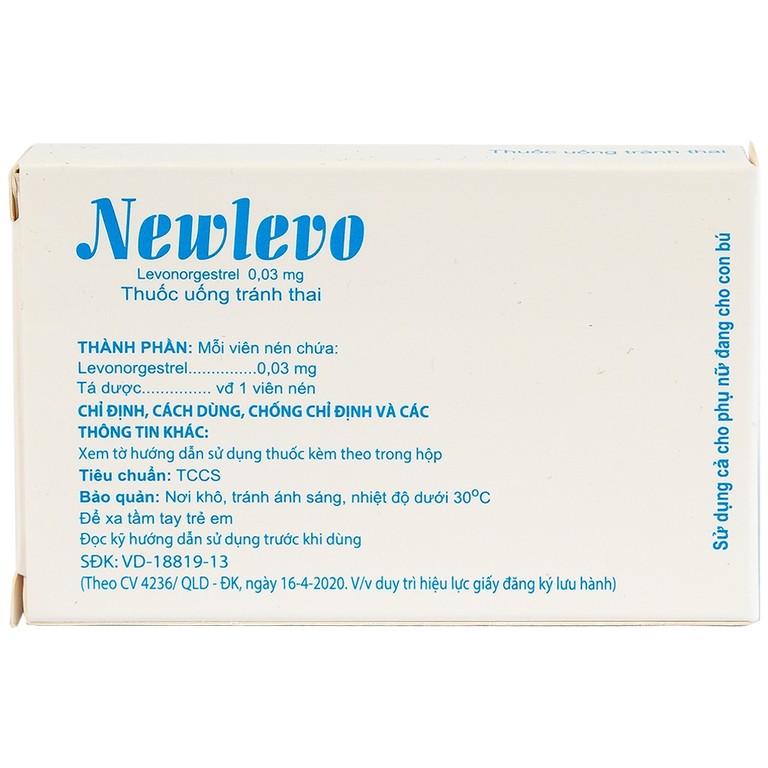 Thuốc uống tránh thai
Newlevo
Levonorgestrel 0,03 mg
Thuốc uống tránh thai
THÀNH PHẦN: Mỗi viên nén chứa:
Levonorgestrel...............0,03 mg
Tá dược............... vđ 1 viên nén
CHỈ ĐỊNH, CÁCH DÙNG, CHỐNG CHỈ ĐỊNH VÀ CÁC
THÔNG TIN KHÁC:
Xem tờ hướng dẫn sử dụng thuốc kèm theo trong hộp
Tiêu chuẩn: TCCS
Bảo quản: Nơi khô, tránh ánh sáng, nhiệt độ dưới 30°C
Để xa tầm tay trẻ em
Đọc kỹ hướng dẫn sử dụng trước khi dùng
SĐK: VD-18819-13
(Theo CV 4236/ QLD - ĐK, ngày 16-4-2020. V/v duy trì hiệu lực giấy đăng ký lưu hành)
Sử dụng cả cho phụ nữ đang cho con bú